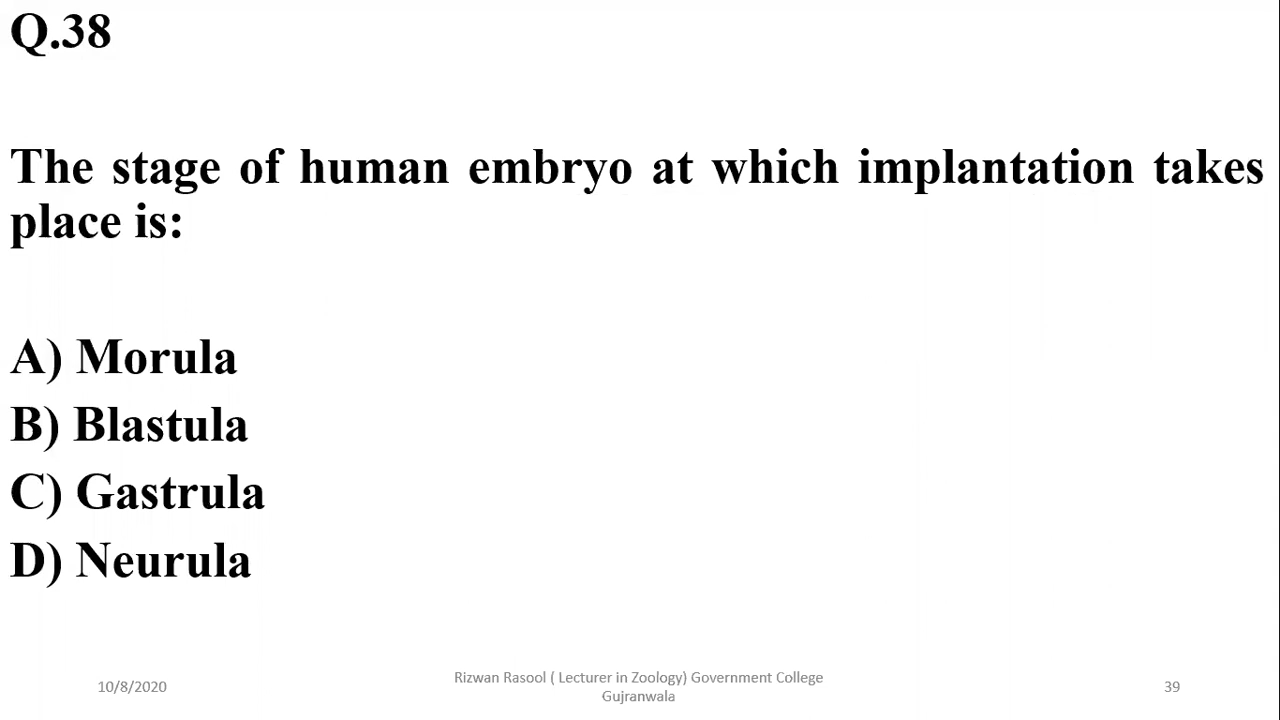 Q.38
The stage of human embryo at which implantation takes
place is:
A) Morula
B) Blastula
C) Gastrula
D) Neurula
10/8/2020
Rizwan Rasool ( Lecturer in Zoology) Government College
Gujranwala
39